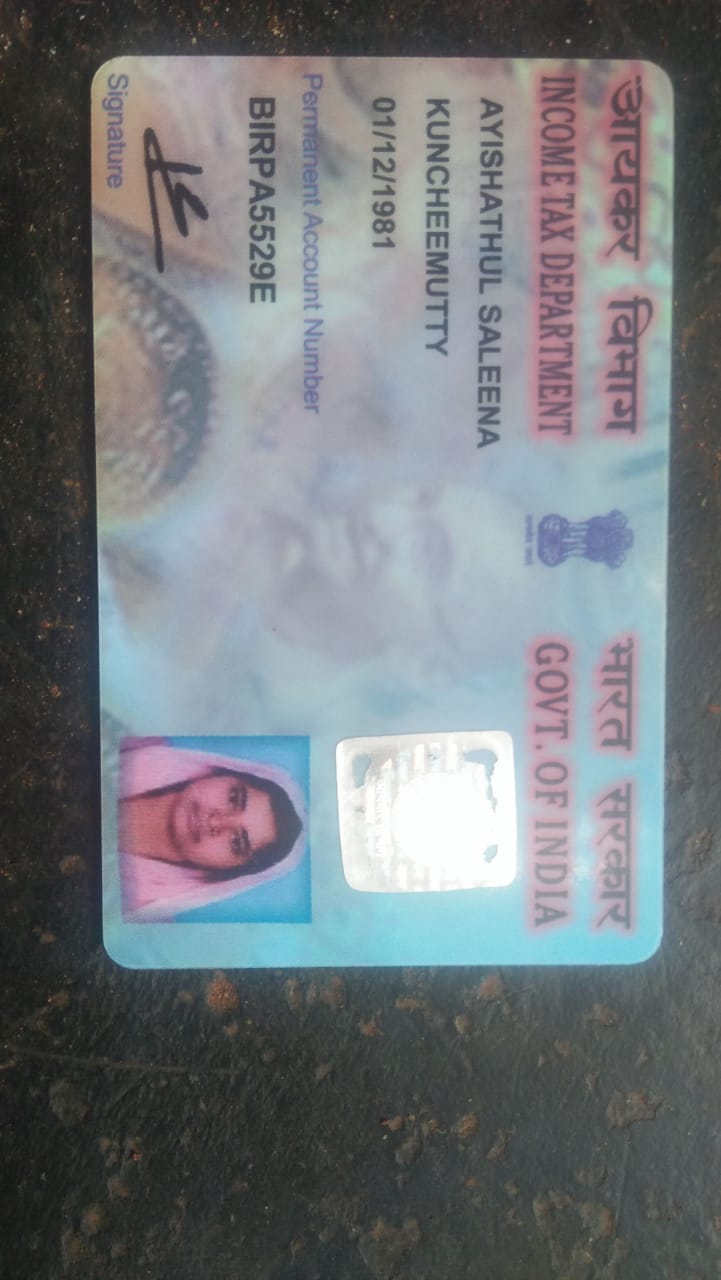 आयकर विभाग
INCOME TAX DEPARTMENT
भारत सरकार
GOVT. OF INDIA
AYISHATHUL SALEENA
KUNCHEEMUTTY
01/12/1981
Permanent Account Number
BIRPA5529E
Signature